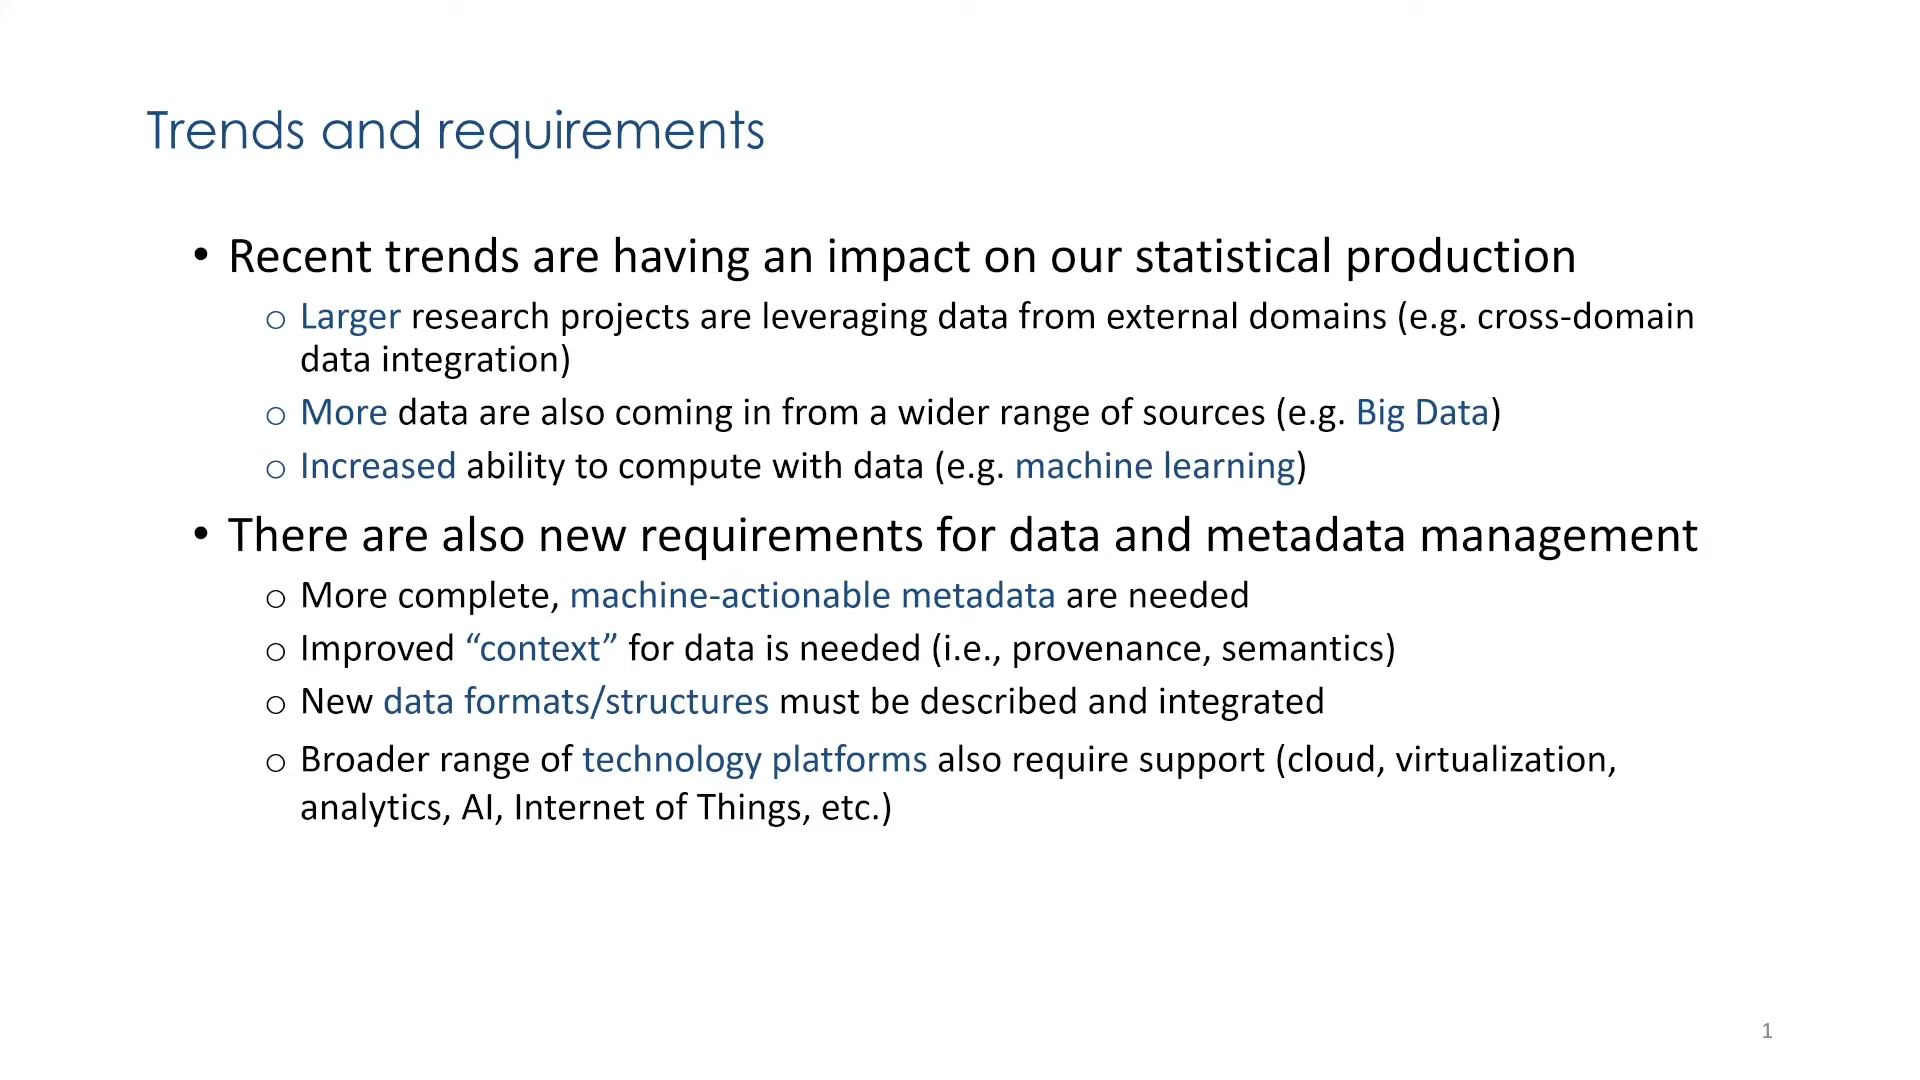 Trends and requirements
• Recent trends are having an impact on our statistical production
o Larger research projects are leveraging data from external domains (e.g. cross-domain
data integration)
o More data are also coming in from a wider range of sources (e.g. Big Data)
o Increased ability to compute with data (e.g. machine learning)
• There are also new requirements for data and metadata management
o More complete, machine-actionable metadata are needed
o Improved “context” for data is needed (i.e., provenance, semantics)
o New data formats/structures must be described and integrated
o Broader range of technology platforms also require support (cloud, virtualization,
analytics, AI, Internet of Things, etc.)
1